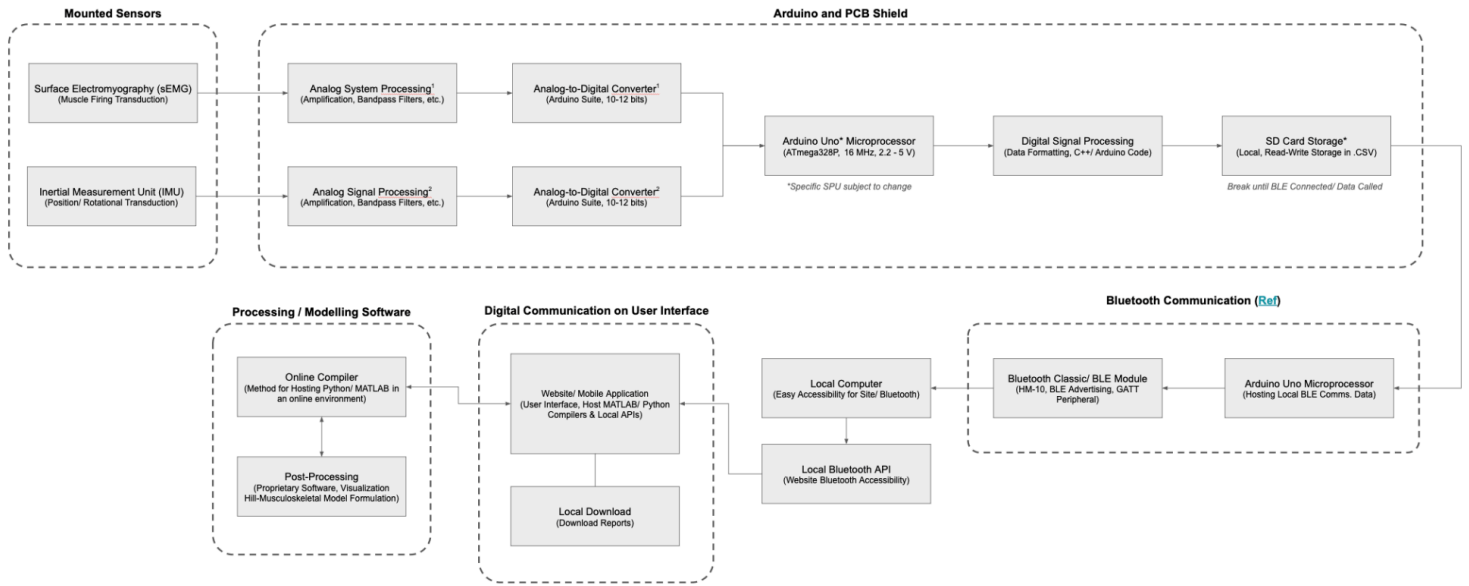 Mounted Sensors
Arduino and PCB Shield
Surface Electromyography (sEMG)
(Muscle Firing Transduction)
Analog System Processing¹
(Amplification, Bandpass Filters, etc.)
Analog-to-Digital Converter¹
(Arduino Suite, 10-12 bits)
Inertial Measurement Unit (IMU)
(Position/ Rotational Transduction)
Analog Signal Processing²
(Amplification, Bandpass Filters, etc.)
Analog-to-Digital Converter²
(Arduino Suite, 10-12 bits)
Arduino Uno* Microprocessor
(ATmega328P, 16 MHz, 2.2 - 5 V)
*Specific SPU subject to change
Digital Signal Processing
(Data Formatting, C++/ Arduino Code)
SD Card Storage*
(Local, Read-Write Storage in .CSV)
Break until BLE Connected/ Data Called
Processing / Modelling Software
Digital Communication on User Interface
Bluetooth Communication (Ref)
Online Compiler
(Method for Hosting Python/ MATLAB in
an online environment)
Post-Processing
(Proprietary Software, Visualization
Hill-Musculoskeletal Model Formulation)
Website/ Mobile Application
(User Interface, Host MATLAB/ Python
Compilers & Local APIs)
Local Download
(Download Reports)
Local Computer
(Easy Accessibility for Site/ Bluetooth)
Local Bluetooth API
(Website Bluetooth Accessibility)
Bluetooth Classic/ BLE Module
(HM-10, BLE Advertising, GATT
Peripheral)
Arduino Uno Microprocessor
(Hosting Local BLE Comms. Data)